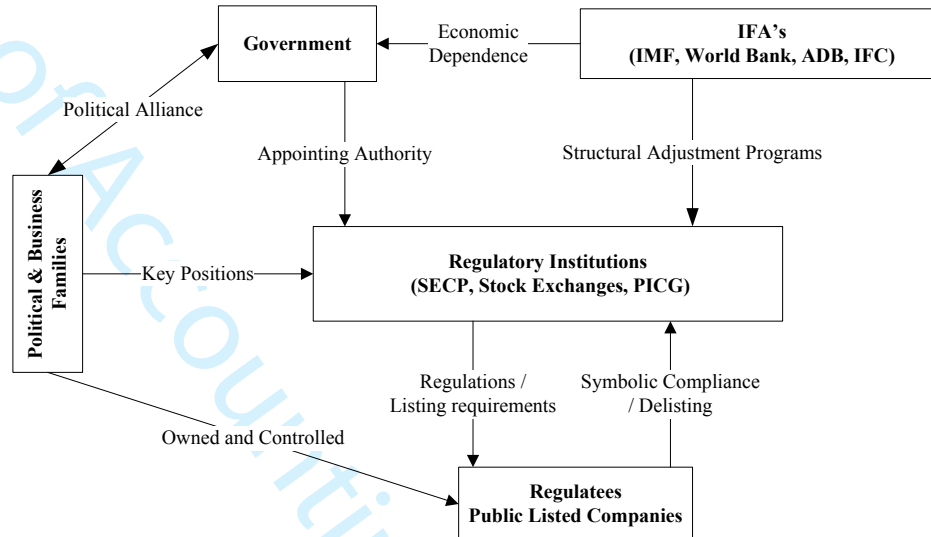 Government
Economic
Dependence
IFA's
(IMF, World Bank, ADB, IFC)
Political Alliance
Appointing Authority
Structural Adjustment Programs
Political & Business
Families
Key Positions
Regulatory Institutions
(SECP, Stock Exchanges, PICG)
Regulations /
Listing requirements
Symbolic Compliance
/ Delisting
Owned and Controlled
Regulatees
Public Listed Companies
of Accounti